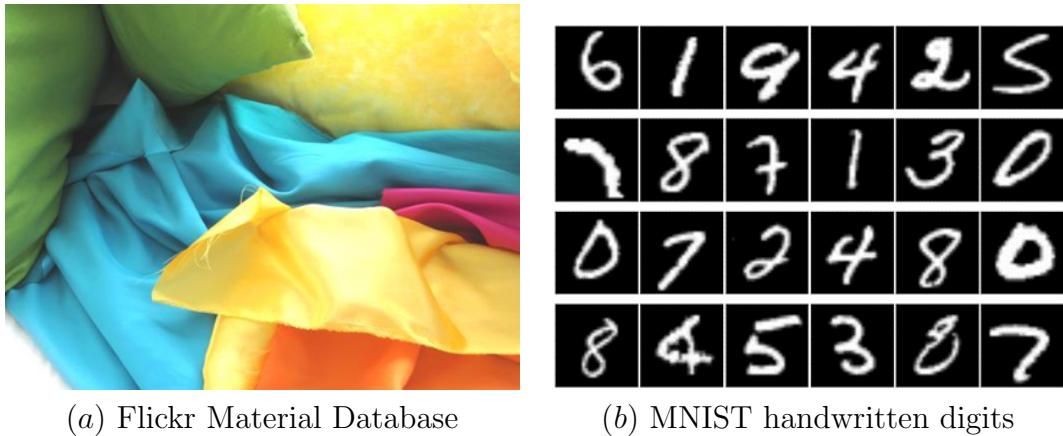 6 1 9 4 2 5
7 8 7 1 3 0
0 7 2 4 8 0
8 4 5 3 8 7
(a) Flickr Material Database
(b) MNIST handwritten digits